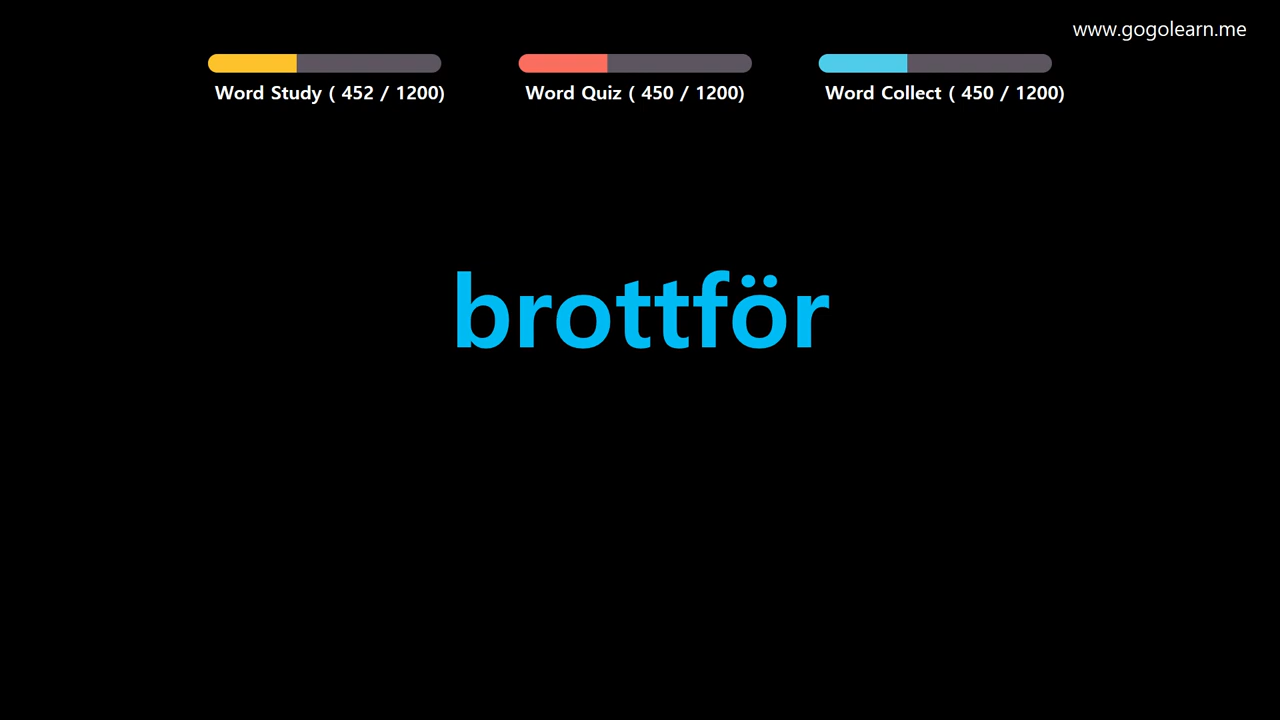 www.gogolearn.me
Word Study ( 452 / 1200)
Word Quiz ( 450 / 1200)
Word Collect ( 450 / 1200)
brottför